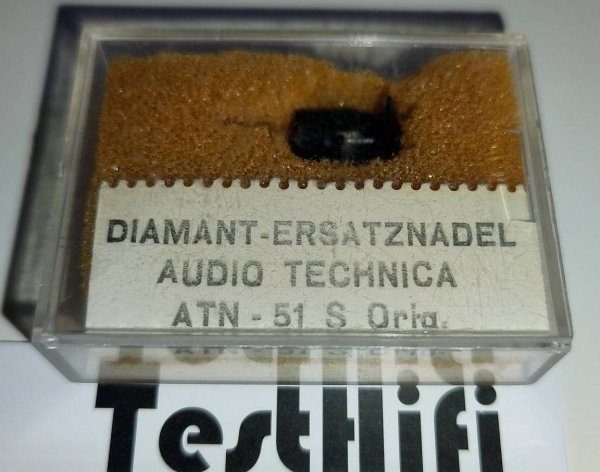 DIAMANT-ERSATZNADEL
AUDIO TECHNICA
ATN - 51 S Orig.
TestHifi